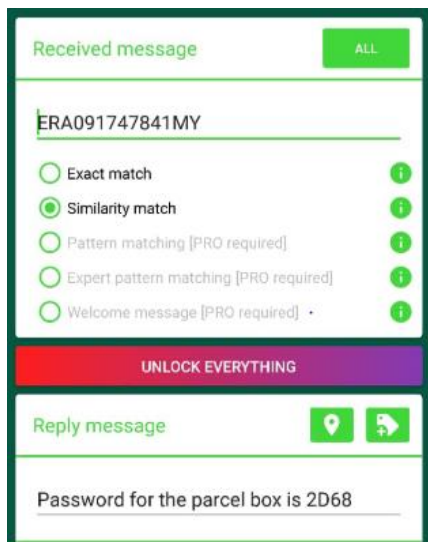 Received message
ALL
ERA091747841MY
Exact match
Similarity match
Pattern matching [PRO required]
Expert pattern matching [PRO required]
Welcome message [PRO required]
UNLOCK EVERYTHING
Reply message
Password for the parcel box is 2D68